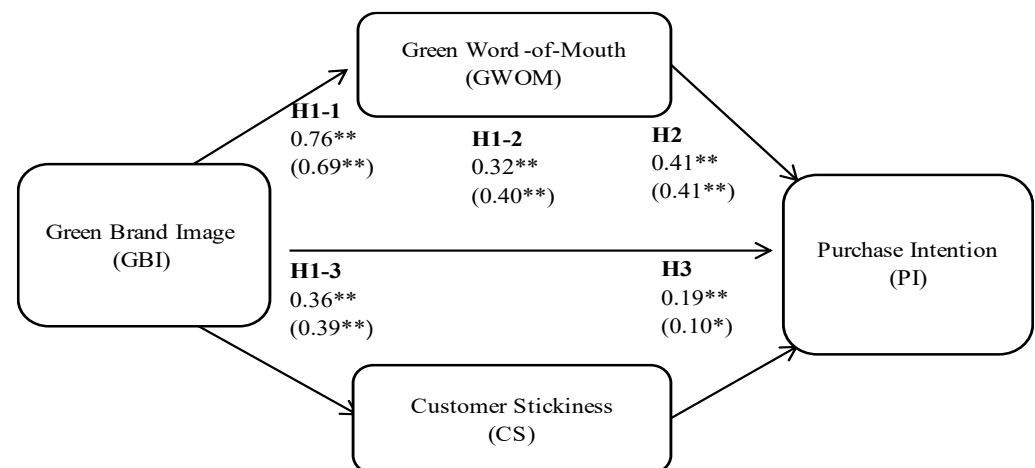 Green Word-of-Mouth
(GWOM)
H1-1
0.76**
(0.69**)
H1-2
0.32**
(0.40**)
H2
0.41**
(0.41**)
Green Brand Image
(GBI)
Purchase Intention
(PI)
H1-3
0.36**
(0.39**)
H3
0.19**
(0.10*)
Customer Stickiness
(CS)